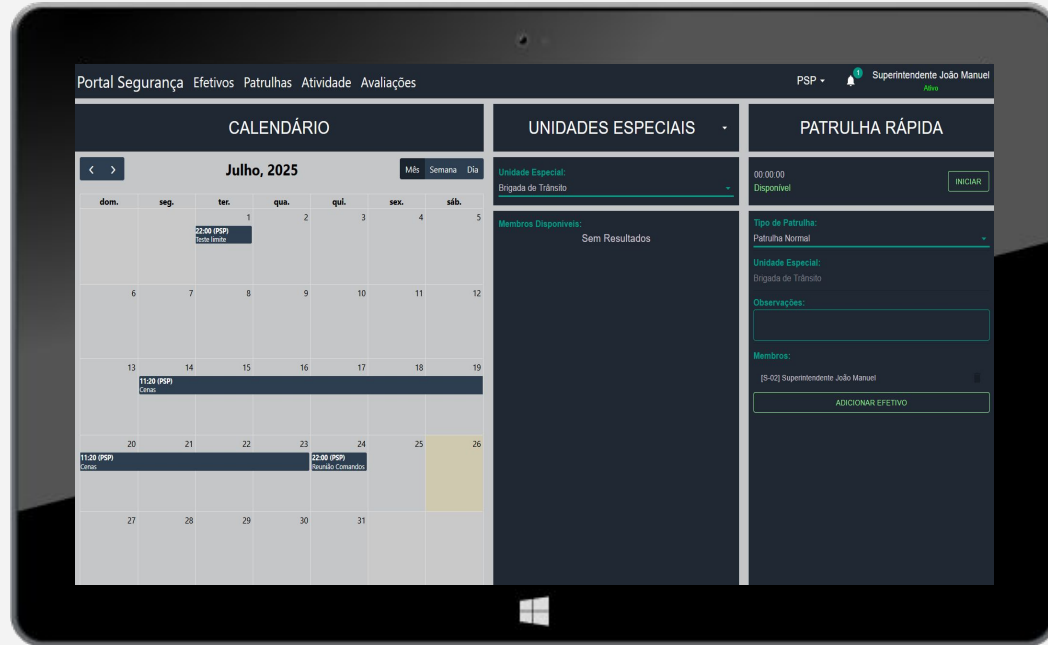 Portal Segurança Efetivos Patrulhas Atividade Avaliações
PSP
1
Superintendente João Manuel
Ativo
CALENDÁRIO
Julho, 2025
Mês Semana Dia
dom. seg. ter. qua. qui. sex. sáb.
1 2 3 4 5
22:00 (PSP)
Teste limite
6 7 8 9 10 11 12
13 14 15 16 17 18 19
11:20 (PSP)
Cenas
20 21 22 23 24 25 26
11:20 (PSP) 22:00 (PSP)
Cenas Reunião Comandos
27 28 29 30 31
UNIDADES ESPECIAIS
Unidade Especial:
Brigada de Trânsito
Membros Disponíveis:
Sem Resultados
PATRULHA RÁPIDA
00:00:00
Disponível
INICIAR
Tipo de Patrulha:
Patrulha Normal
Unidade Especial:
Brigada de Trânsito
Observações:
Membros:
[S-02] Superintendente João Manuel
ADICIONAR EFETIVO